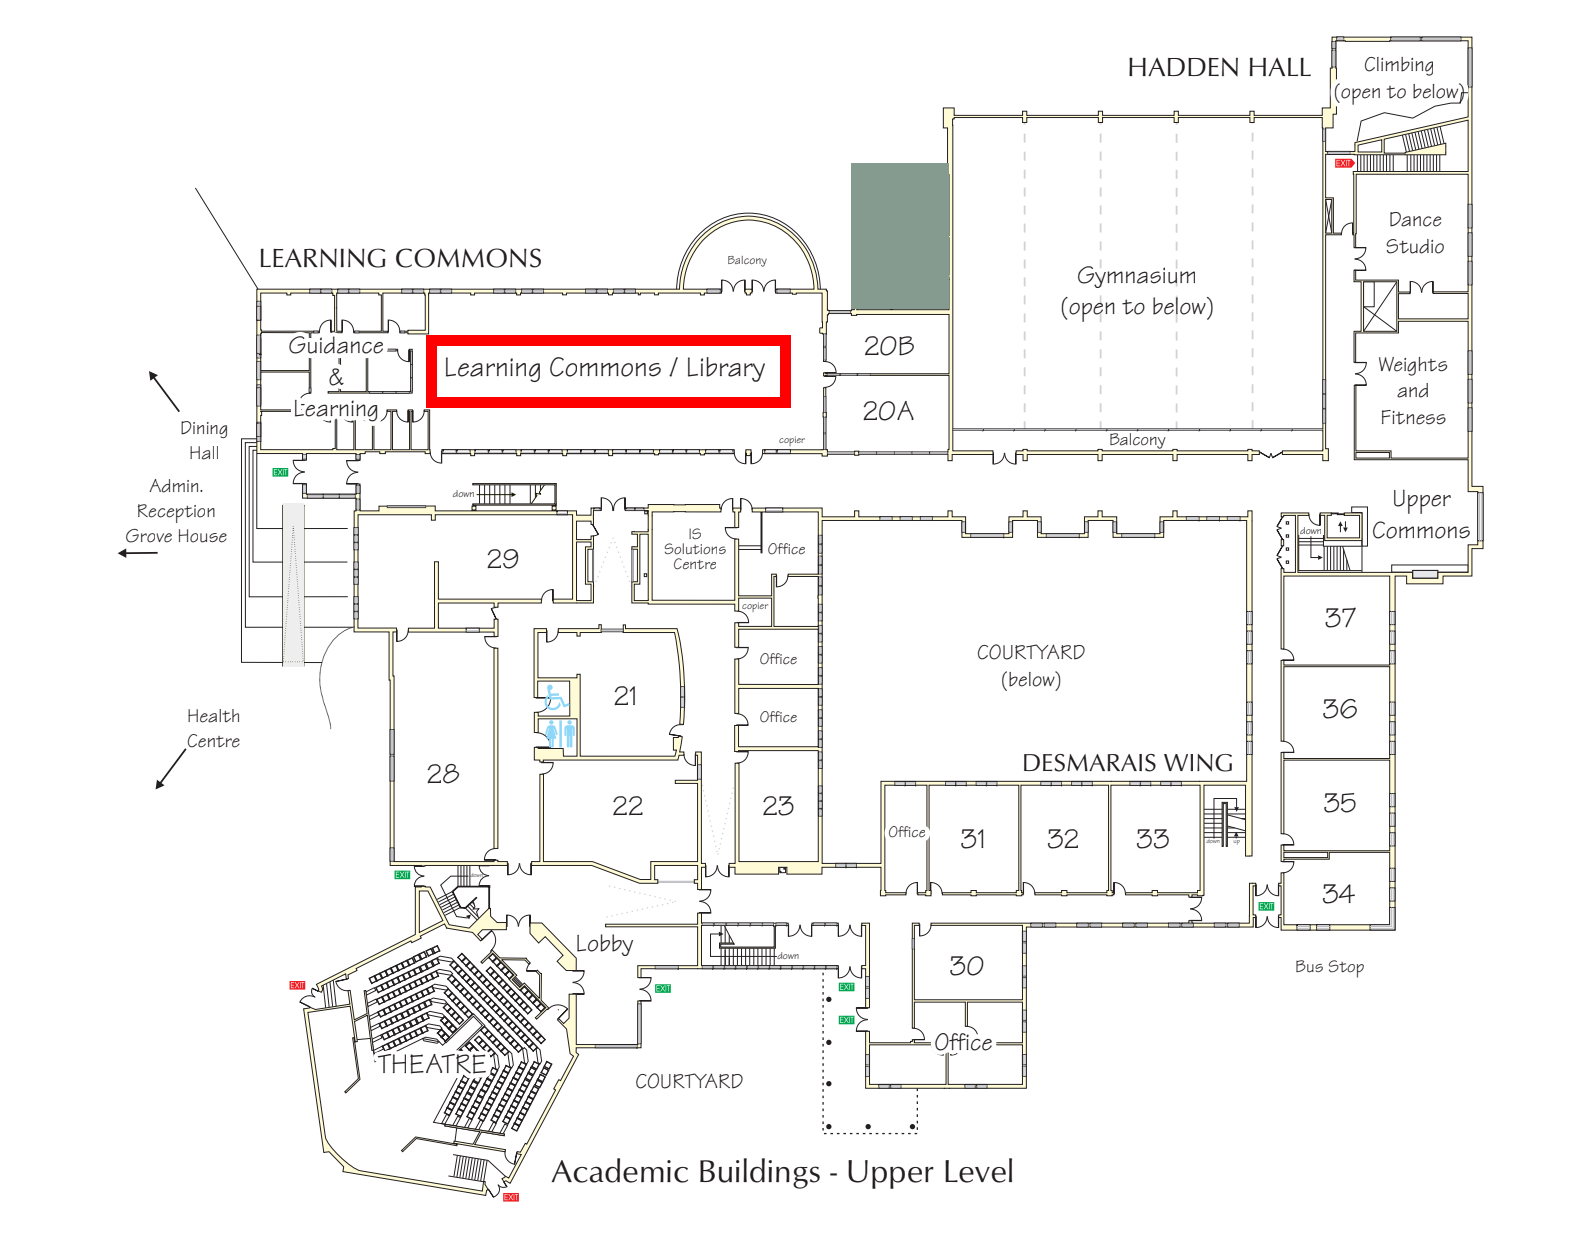 HADDEN HALL
Climbing
(open to below)
EXIT
Dance
Studio
LEARNING COMMONS
Balcony
Gymnasium
(open to below)
Guidance
&
Learning
Learning Commons / Library
copier
20B
20A
Balcony
Weights
and
Fitness
Dining
Hall
EXIT
Admin.
Reception
Grove House
down
29
IS
Solutions
Centre
Office
copier
Upper
Commons
down
37
COURTYARD
(below)
Office
21
36
Office
Health
Centre
28
22
23
DESMARAIS WING
35
Office
31
32
33
down
up
34
EXIT
EXIT
down
Lobby
down
30
Bus Stop
EXIT
EXIT
EXIT
EXIT
Office
THEATRE
COURTYARD
EXIT
Academic Buildings - Upper Level